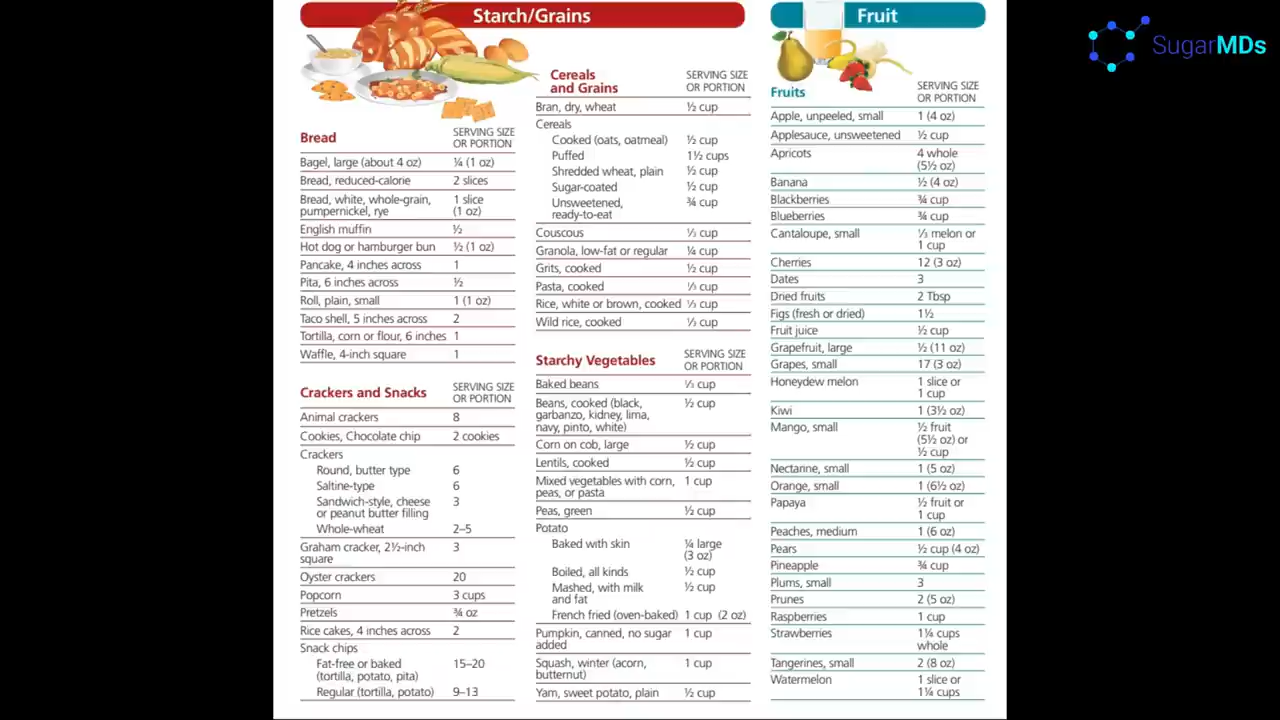 Starch/Grains
Bread SERVING SIZE
OR PORTION
Bagel, large (about 4 oz) ¼ (1 oz)
Bread, reduced-calorie 2 slices
Bread, white, whole-grain, 1 slice
pumpernickel, rye (1 oz)
English muffin ½
Hot dog or hamburger bun ½ (1 oz)
Pancake, 4 inches across 1
Pita, 6 inches across ½
Roll, plain, small 1 (1 oz)
Taco shell, 5 inches across 2
Tortilla, corn or flour, 6 inches 1
Waffle, 4-inch square 1
Crackers and Snacks SERVING SIZE
OR PORTION
Animal crackers 8
Cookies, Chocolate chip 2 cookies
Crackers
Round, butter type 6
Saltine-type 6
Sandwich-style, cheese 3
or peanut butter filling
Whole-wheat 2–5
Graham cracker, 2½-inch 3
square
Oyster crackers 20
Popcorn 3 cups
Pretzels ¾ oz
Rice cakes, 4 inches across 2
Snack chips
Fat-free or baked 15–20
(tortilla, potato, pita)
Regular (tortilla, potato) 9–13
Cereals SERVING SIZE
and Grains OR PORTION
Bran, dry, wheat ½ cup
Cereals
Cooked (oats, oatmeal) ½ cup
Puffed 1½ cups
Shredded wheat, plain ½ cup
Sugar-coated ½ cup
Unsweetened, ¾ cup
ready-to-eat
Couscous ⅓ cup
Granola, low-fat or regular ¼ cup
Grits, cooked ½ cup
Pasta, cooked ⅓ cup
Rice, white or brown, cooked ⅓ cup
Wild rice, cooked ⅓ cup
Starchy Vegetables SERVING SIZE
OR PORTION
Baked beans ⅓ cup
Beans, cooked (black, ½ cup
garbanzo, kidney, lima,
navy, pinto, white)
Corn on cob, large ½ cup
Lentils, cooked ½ cup
Mixed vegetables with corn, 1 cup
peas, or pasta
Peas, green ½ cup
Potato
Baked with skin ¼ large
(3 oz)
Boiled, all kinds ½ cup
Mashed, with milk ½ cup
and fat
French fried (oven-baked) 1 cup (2 oz)
Pumpkin, canned, no sugar 1 cup
added
Squash, winter (acorn, 1 cup
butternut)
Yam, sweet potato, plain ½ cup
Fruit
Fruits SERVING SIZE
OR PORTION
Apple, unpeeled, small 1 (4 oz)
Applesauce, unsweetened ½ cup
Apricots 4 whole
(5½ oz)
Banana ½ (4 oz)
Blackberries ¾ cup
Blueberries ¾ cup
Cantaloupe, small ⅓ melon or
1 cup
Cherries 12 (3 oz)
Dates 3
Dried fruits 2 Tbsp
Figs (fresh or dried) 1½
Fruit juice ½ cup
Grapefruit, large ½ (11 oz)
Grapes, small 17 (3 oz)
Honeydew melon 1 slice or
1 cup
Kiwi 1 (3½ oz)
Mango, small ½ fruit
(5½ oz) or
½ cup
Nectarine, small 1 (5 oz)
Orange, small 1 (6½ oz)
Papaya ½ fruit or
1 cup
Peaches, medium 1 (6 oz)
Pears ½ cup (4 oz)
Pineapple ¾ cup
Plums, small 3
Prunes 2 (5 oz)
Raspberries 1 cup
Strawberries 1¼ cups
whole
Tangerines, small 2 (8 oz)
Watermelon 1 slice or
1¼ cups
SugarMDs